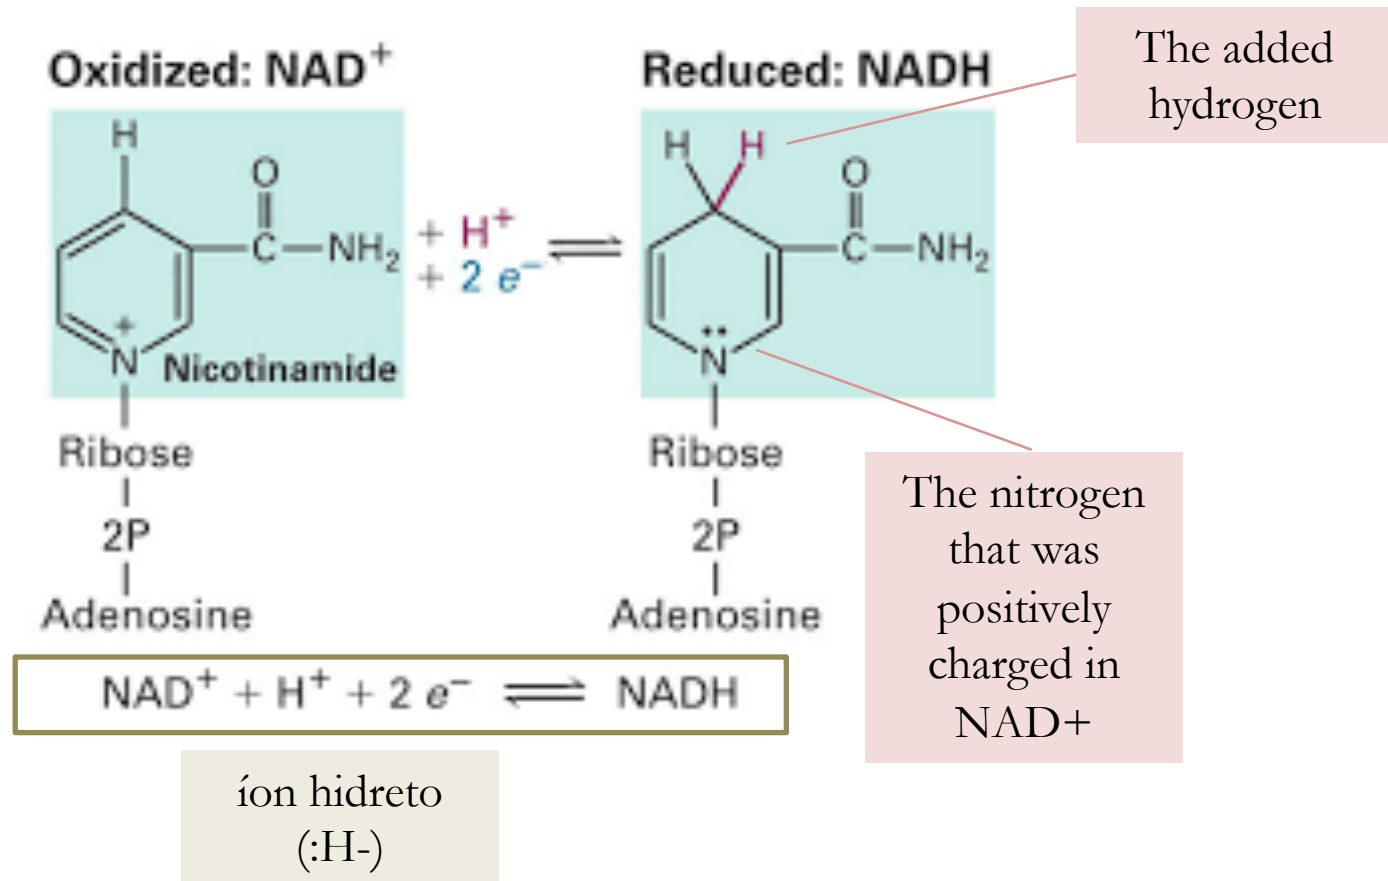 Oxidized: NAD+
Reduced: NADH
The added
hydrogen
H
O
C
NH2
+ H+
+ 2 e−
+
N
Nicotinamide
Ribose
2P
Adenosine
H
H
O
C
NH2
N
Ribose
2P
Adenosine
The nitrogen
that was
positively
charged in
NAD+
NAD+ + H+ + 2 e− ⇌ NADH
íon hidreto
(:H-)